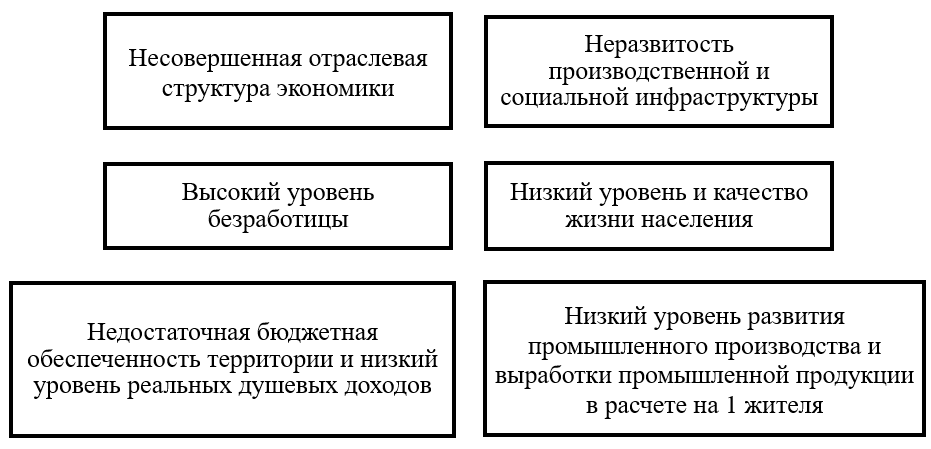 Несовершенная отраслевая
структура экономики
Неразвитость
производственной и
социальной инфраструктуры
Высокий уровень
безработицы
Низкий уровень и качество
жизни населения
Недостаточная бюджетная
обеспеченность территории и низкий
уровень реальных душевых доходов
Низкий уровень развития
промышленного производства и
выработки промышленной продукции
в расчете на 1 жителя